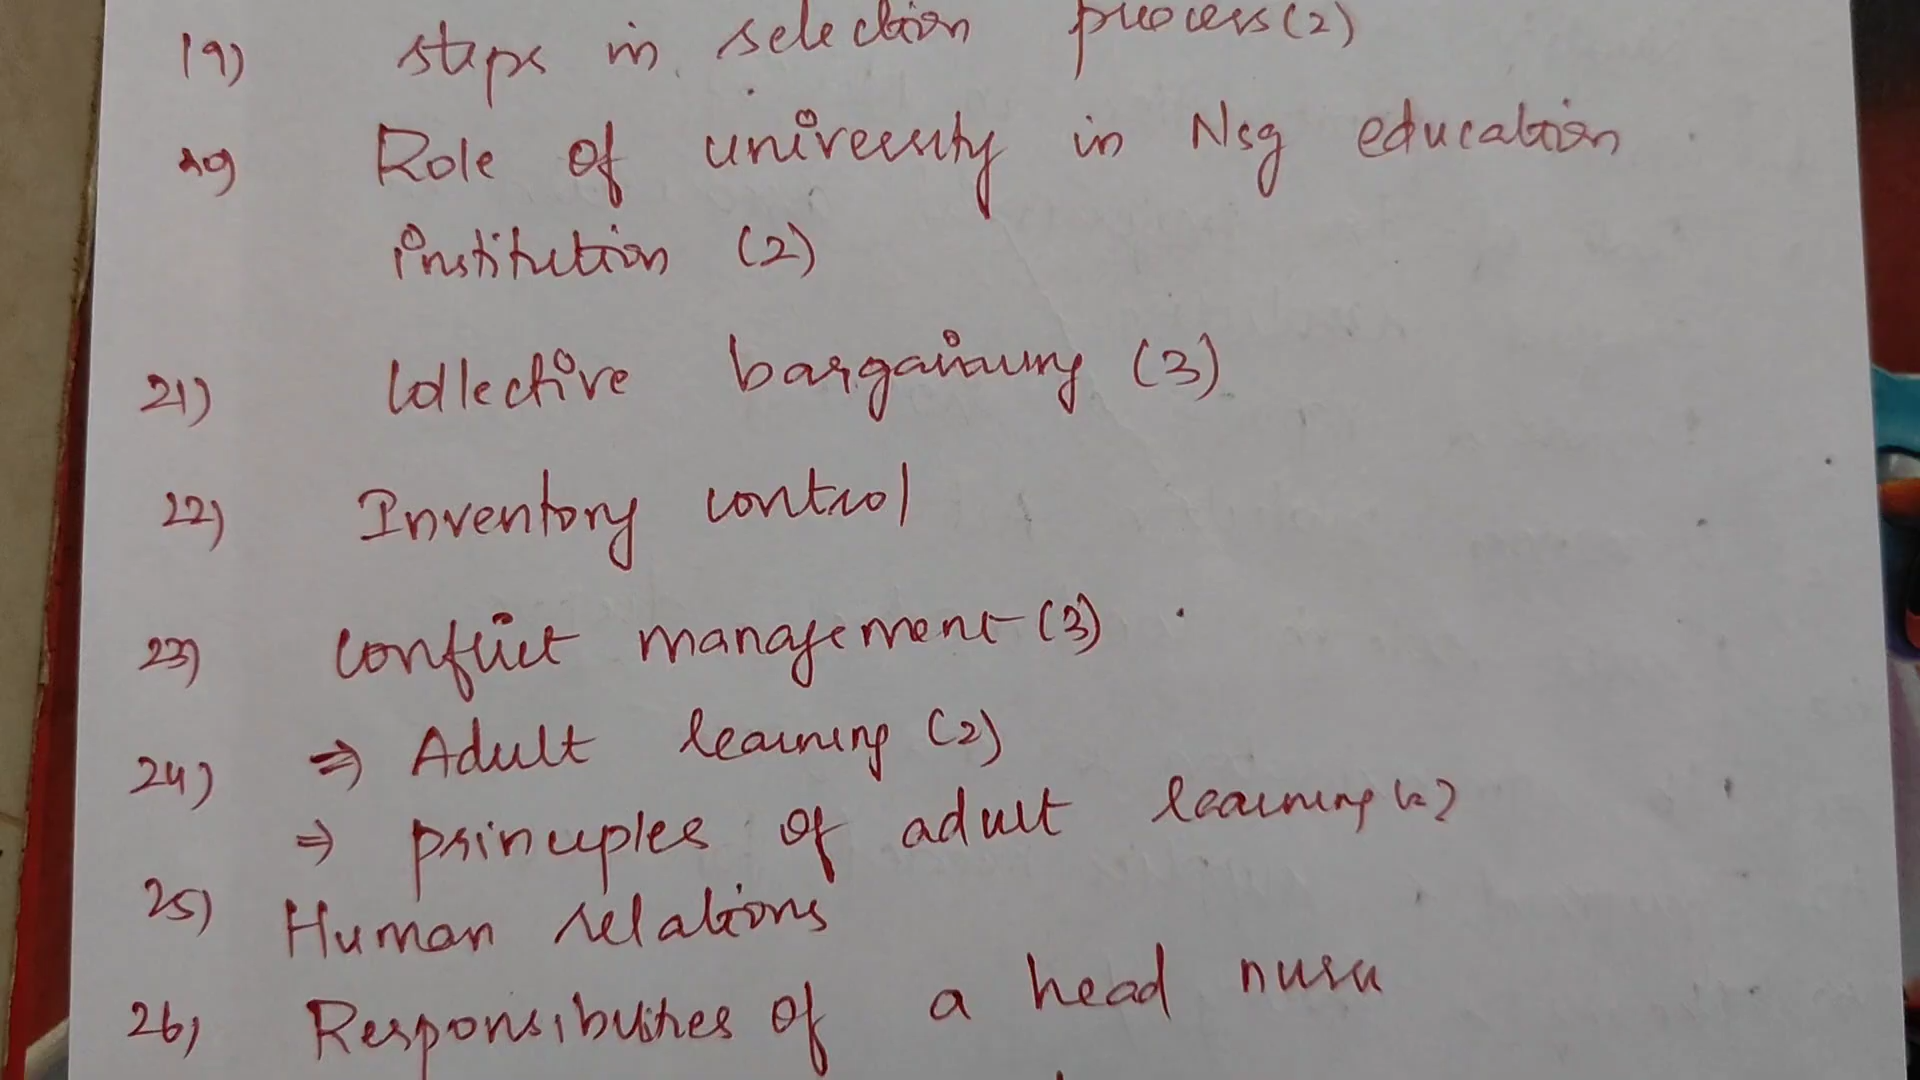 19) steps in selection process (2)
20) Role of university in Nsg education
institution (2)
21) Collective bargaining (3)
22) Inventory control
23) conflict management (3)
24) ⇒ Adult learning (2)
⇒ principles of adult learning (2)
25) Human relations
26) Responsibilities of a head nurse